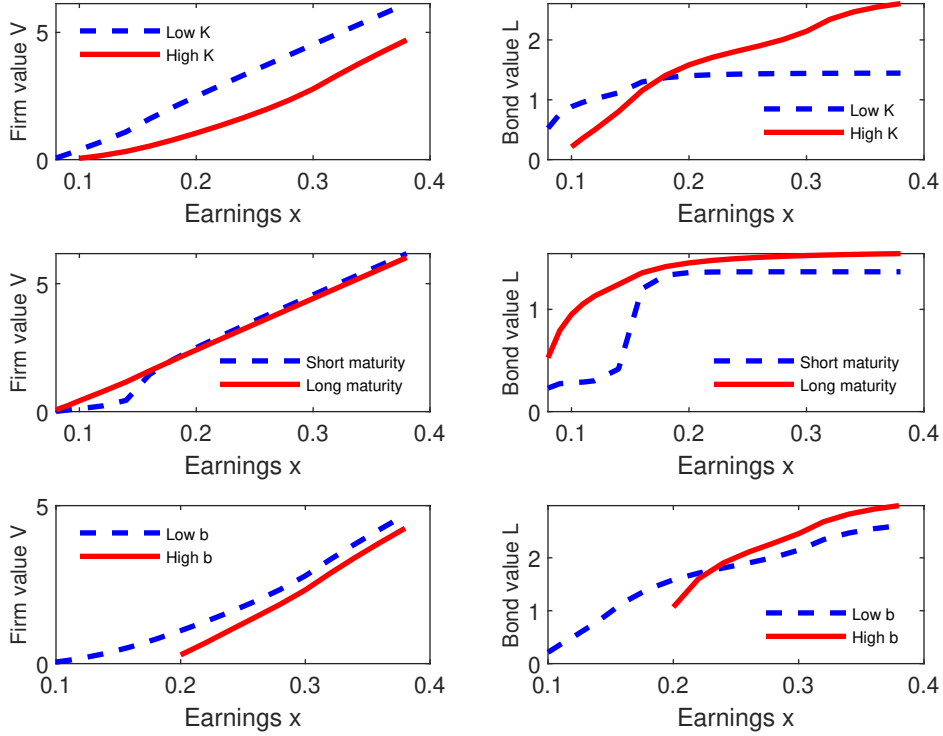 Firm value V
5
0
0.1
0.2
0.3
0.4
Earnings x
Low K
High K
Bond value L
2
1
0
0.1
0.2
0.3
0.4
Earnings x
Low K
High K
Firm value V
5
0
0.1
0.2
0.3
0.4
Earnings x
Short maturity
Long maturity
Bond value L
1
0
0.1
0.2
0.3
0.4
Earnings x
Short maturity
Long maturity
Firm value V
5
0
0.1
0.2
0.3
0.4
Earnings x
Low b
High b
Bond value L
2
1
0
0.1
0.2
0.3
0.4
Earnings x
Low b
High b